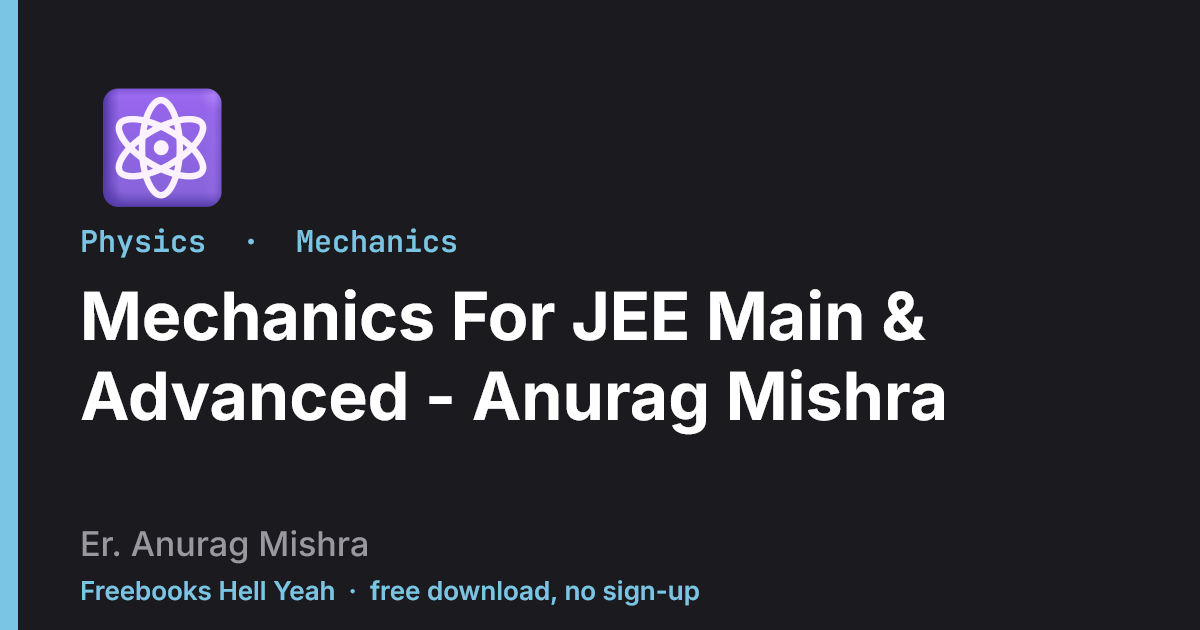 Physics · Mechanics
Mechanics For JEE Main &
Advanced - Anurag Mishra
Er. Anurag Mishra
Freebooks Hell Yeah · free download, no sign-up